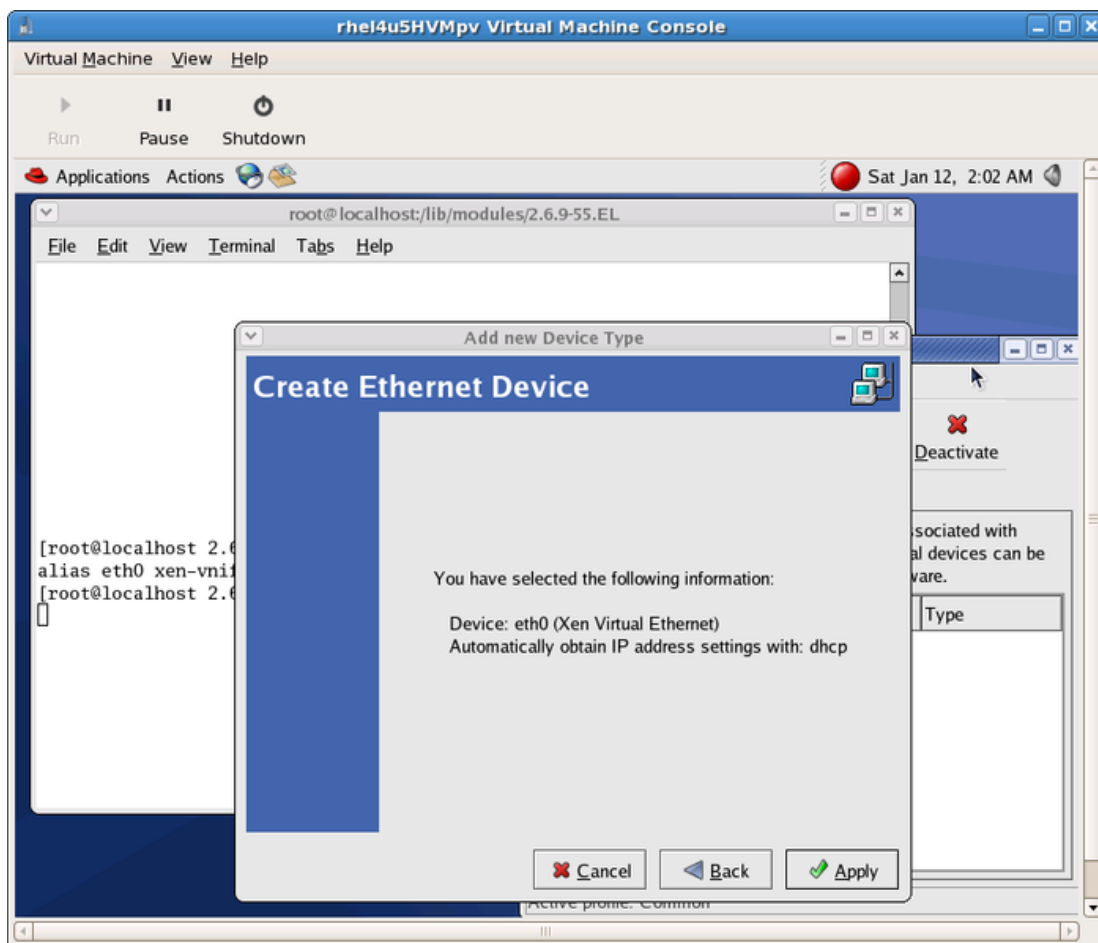 rhel4u5HVMpv Virtual Machine Console
Virtual Machine View Help
Run Pause Shutdown
Applications Actions Sat Jan 12, 2:02 AM
root@localhost:/lib/modules/2.6.9-55.EL
File Edit View Terminal Tabs Help
Add new Device Type
Create Ethernet Device
Deactivate
ssociated with
al devices can be
ware.
Type
[root@localhost 2.6
alias eth0 xen-vnif
[root@localhost 2.6
You have selected the following information:
Device: eth0 (Xen Virtual Ethernet)
Automatically obtain IP address settings with: dhcp
Cancel Back Apply
Active profile: Common